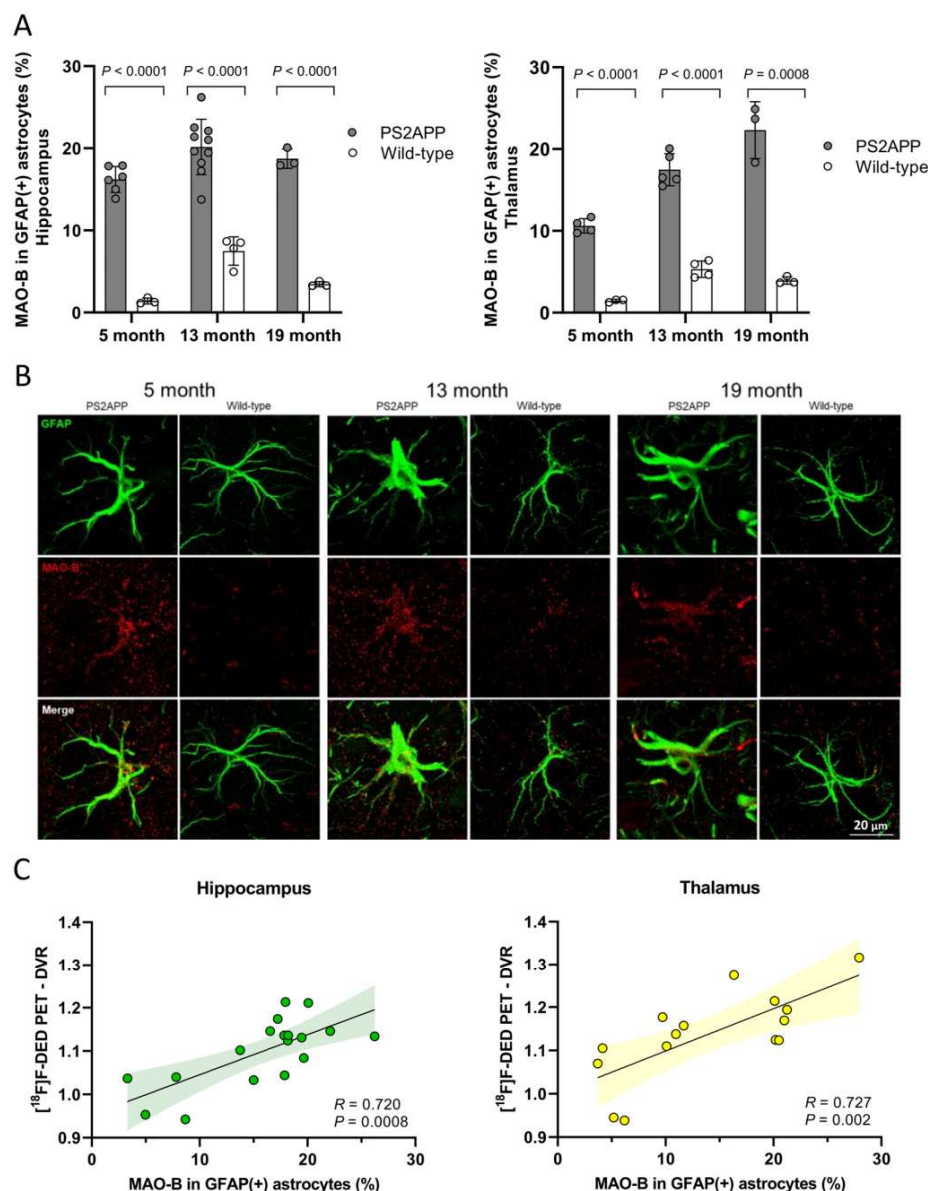 A
MAO-B in GFAP(+) astrocytes (%)
Hippocampus
30
20
10
0
P < 0.0001
P < 0.0001
P < 0.0001
PS2APP
Wild-type
5 month
13 month
19 month
MAO-B in GFAP(+) astrocytes (%)
Thalamus
30
20
10
0
P < 0.0001
P < 0.0001
P = 0.0008
PS2APP
Wild-type
5 month
13 month
19 month
B
5 month
13 month
19 month
PS2APP
Wild-type
PS2APP
Wild-type
PS2APP
Wild-type
GFAP
MAO-B
Merge
20 µm
C
Hippocampus
[18F]F-DED PET - DVR
1.4
1.3
1.2
1.1
1.0
0.9
R = 0.720
P = 0.0008
0
10
20
30
MAO-B in GFAP(+) astrocytes (%)
Thalamus
[18F]F-DED PET - DVR
1.4
1.3
1.2
1.1
1.0
0.9
R = 0.727
P = 0.002
0
10
20
30
MAO-B in GFAP(+) astrocytes (%)